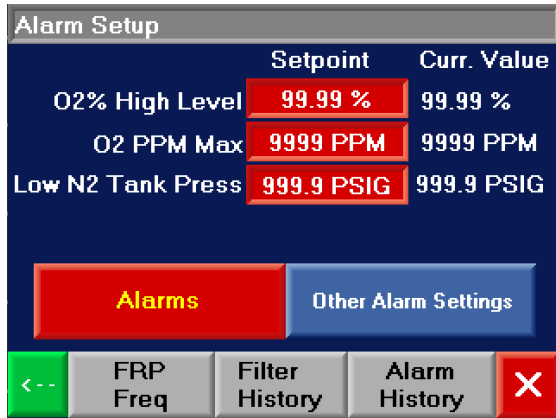 Alarm Setup
Setpoint Curr. Value
O2% High Level 99.99 % 99.99 %
O2 PPM Max 9999 PPM 9999 PPM
Low N2 Tank Press 999.9 PSIG 999.9 PSIG
Alarms Other Alarm Settings
<-- FRP Filter Alarm X
Freq History History